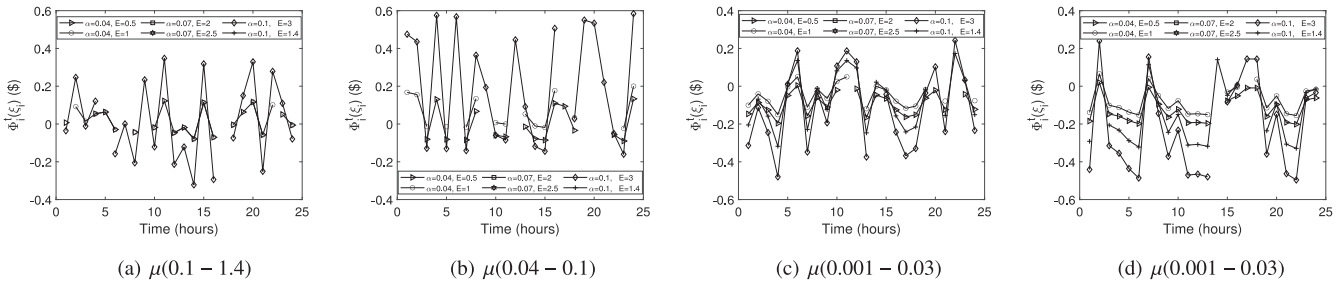 α=0.04, E=0.5 α=0.07, E=2 α=0.1, E=3
α=0.04, E=1 α=0.07, E=2.5 α=0.1, E=1.4
0.6
0.4
0.2
0
-0.2
-0.4
Φᵢᵗ(ξᵢ) ($)
0 5 10 15 20 25
Time (hours)
(a) μ(0.1 − 1.4)
0.6
0.4
0.2
0
-0.2
-0.4
Φᵢᵗ(ξᵢ) ($)
α=0.04, E=0.5 α=0.07, E=2 α=0.1, E=3
α=0.04, E=1 α=0.07, E=2.5 α=0.1, E=1.4
0 5 10 15 20 25
Time (hours)
(b) μ(0.04 − 0.1)
α=0.04, E=0.5 α=0.07, E=2 α=0.1, E=3
α=0.04, E=1 α=0.07, E=2.5 α=0.1, E=1.4
0.4
0.2
0
-0.2
-0.4
-0.6
Φᵢᵗ(ξᵢ) ($)
0 5 10 15 20 25
Time (hours)
(c) μ(0.001 − 0.03)
α=0.04, E=0.5 α=0.07, E=2 α=0.1, E=3
α=0.04, E=1 α=0.07, E=2.5 α=0.1, E=1.4
0.4
0.2
0
-0.2
-0.4
-0.6
Φᵢᵗ(ξᵢ) ($)
0 5 10 15 20 25
Time (hours)
(d) μ(0.001 − 0.03)